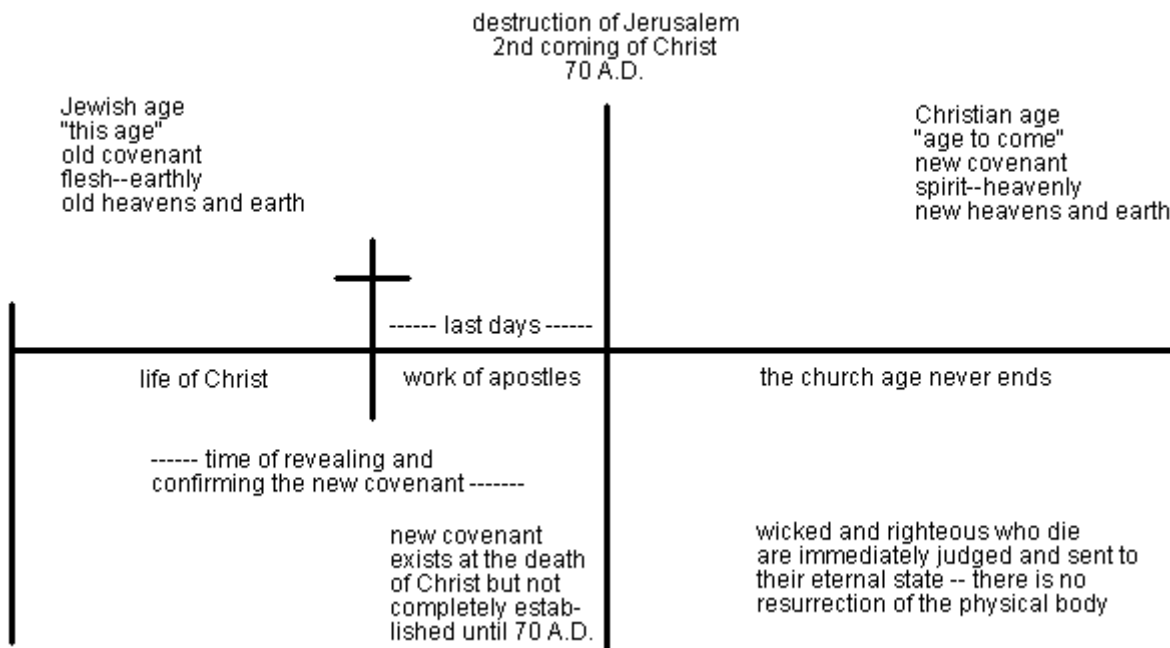 destruction of Jerusalem
2nd coming of Christ
70 A.D.
Jewish age
"this age"
old covenant
flesh--earthly
old heavens and earth
Christian age
"age to come"
new covenant
spirit--heavenly
new heavens and earth
------ last days ------
life of Christ
work of apostles
the church age never ends
------ time of revealing and
confirming the new covenant -------
new covenant
exists at the death
of Christ but not
completely estab-
lished until 70 A.D.
wicked and righteous who die
are immediately judged and sent to
their eternal state -- there is no
resurrection of the physical body